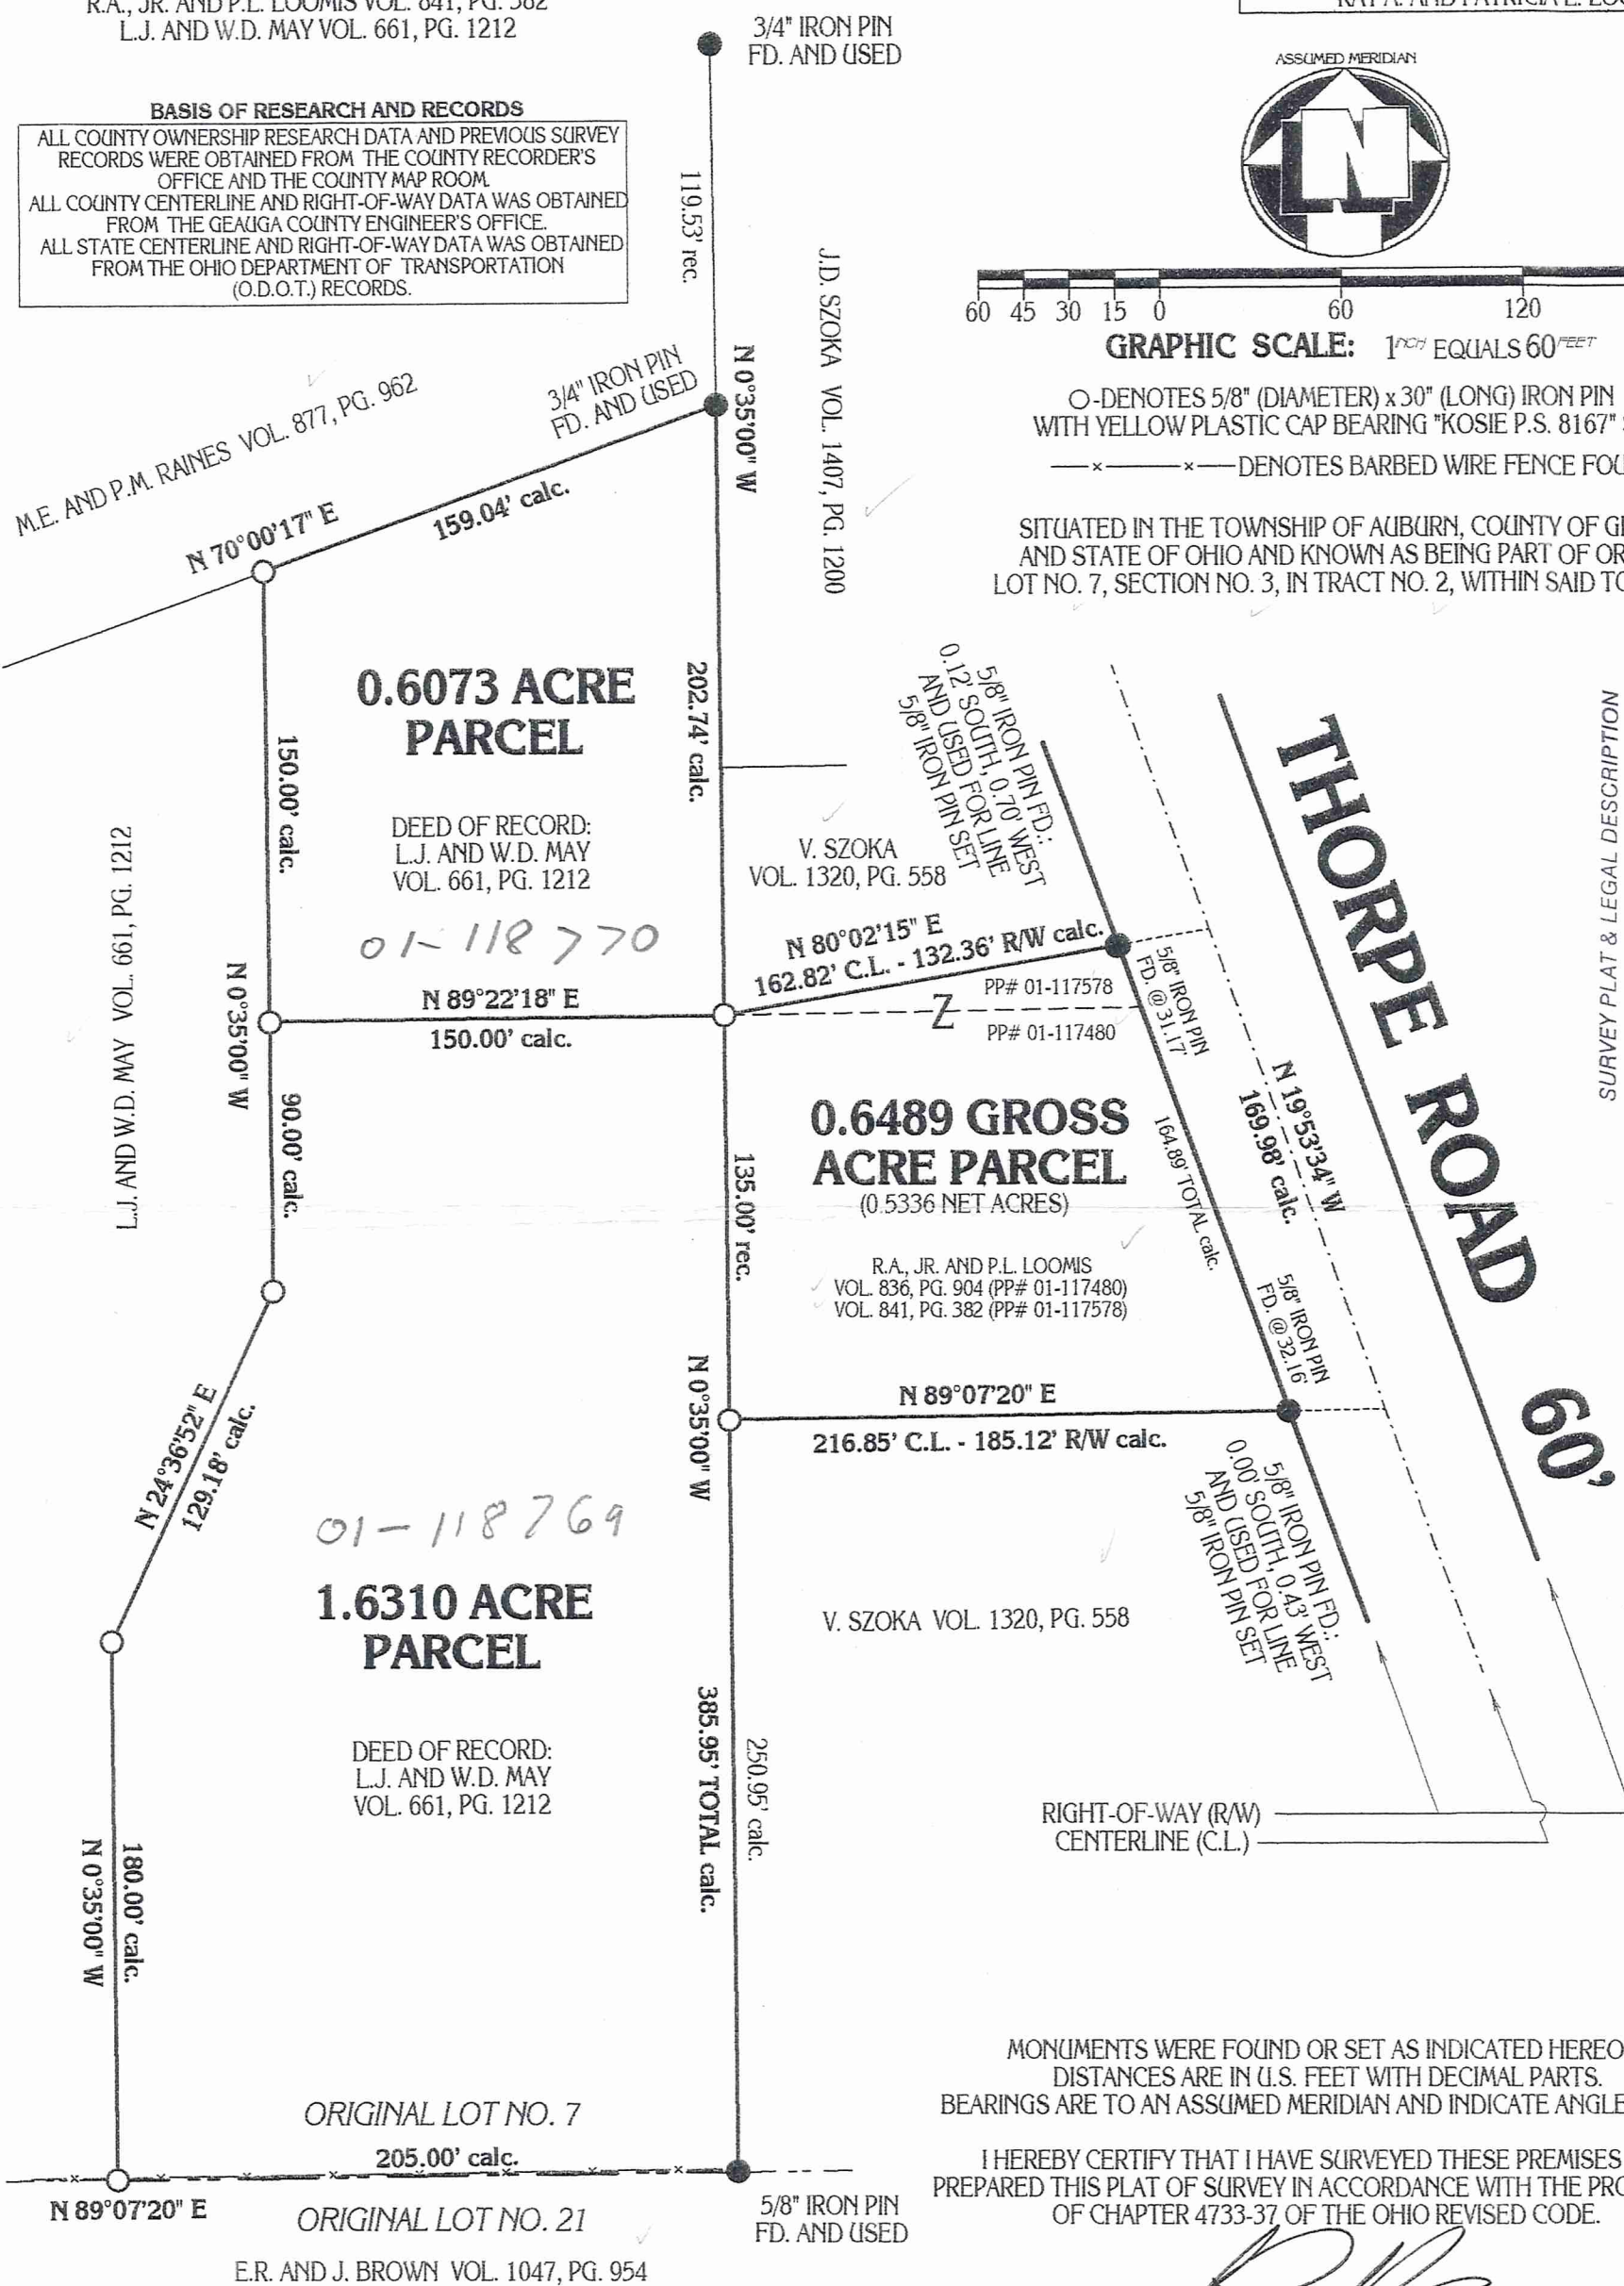 R.A., JR. AND P.L. LOOMIS VOL. 841, PG. 382
L.J. AND W.D. MAY VOL. 661, PG. 1212
3/4" IRON PIN
FD. AND USED
ASSUMED MERIDIAN
N
BASIS OF RESEARCH AND RECORDS
ALL COUNTY OWNERSHIP RESEARCH DATA AND PREVIOUS SURVEY
RECORDS WERE OBTAINED FROM THE COUNTY RECORDER'S
OFFICE AND THE COUNTY MAP ROOM.
ALL COUNTY CENTERLINE AND RIGHT-OF-WAY DATA WAS OBTAINED
FROM THE GEAUGA COUNTY ENGINEER'S OFFICE.
ALL STATE CENTERLINE AND RIGHT-OF-WAY DATA WAS OBTAINED
FROM THE OHIO DEPARTMENT OF TRANSPORTATION
(O.D.O.T.) RECORDS.
119.53' rec.
J.D. SZOKA VOL. 1407, PG. 1200
60 45 30 15 0 60 120
GRAPHIC SCALE: 1INCH EQUALS 60FEET
O-DENOTES 5/8" (DIAMETER) x 30" (LONG) IRON PIN
WITH YELLOW PLASTIC CAP BEARING "KOSIE P.S. 8167"
—x———x—DENOTES BARBED WIRE FENCE
SITUATED IN THE TOWNSHIP OF AUBURN, COUNTY OF
AND STATE OF OHIO AND KNOWN AS BEING PART OF
LOT NO. 7, SECTION NO. 3, IN TRACT NO. 2, WITHIN SAID
3/4" IRON PIN
FD. AND USED
N 0°35'00" W
M.E. AND P.M. RAINES VOL. 877, PG. 962
N 70°00'17" E
159.04' calc.
0.6073 ACRE
PARCEL
202.74' calc.
150.00' calc.
DEED OF RECORD:
L.J. AND W.D. MAY
VOL. 661, PG. 1212
01-118770
L.J. AND W.D. MAY VOL. 661, PG. 1212
V. SZOKA
VOL. 1320, PG. 558
5/8" IRON PIN FD.:
0.12' SOUTH, 0.70' WEST
AND USED FOR LINE
5/8" IRON PIN SET
THORPE ROAD 60'
SURVEY PLAT & LEGAL DESCRIPTION
N 80°02'15" E
162.82' C.L. - 132.36' R/W calc.
PP# 01-117578
Z
PP# 01-117480
5/8" IRON PIN
FD. @ 31.17'
N 0°35'00" W
N 89°22'18" E
150.00' calc.
90.00' calc.
0.6489 GROSS
ACRE PARCEL
(0.5336 NET ACRES)
135.00' rec.
164.89' TOTAL calc.
N 19°53'34" W
169.98' calc.
R.A., JR. AND P.L. LOOMIS
VOL. 836, PG. 904 (PP# 01-117480)
VOL. 841, PG. 382 (PP# 01-117578)
5/8" IRON PIN
FD. @ 32.16'
N 0°35'00" W
N 89°07'20" E
216.85' C.L. - 185.12' R/W calc.
5/8" IRON PIN FD.:
0.00' SOUTH, 0.43' WEST
AND USED FOR LINE
5/8" IRON PIN SET
N 24°36'52" E
129.18' calc.
01-118769
1.6310 ACRE
PARCEL
V. SZOKA VOL. 1320, PG. 558
DEED OF RECORD:
L.J. AND W.D. MAY
VOL. 661, PG. 1212
385.95' TOTAL calc.
250.95' calc.
RIGHT-OF-WAY (R/W)
CENTERLINE (C.L.)
180.00' calc.
N 0°35'00" W
ORIGINAL LOT NO. 7
205.00' calc.
N 89°07'20" E
ORIGINAL LOT NO. 21
5/8" IRON PIN
FD. AND USED
E.R. AND J. BROWN VOL. 1047, PG. 954
MONUMENTS WERE FOUND OR SET AS INDICATED
DISTANCES ARE IN U.S. FEET WITH DECIMAL PARTS.
BEARINGS ARE TO AN ASSUMED MERIDIAN AND INDICATE
I HEREBY CERTIFY THAT I HAVE SURVEYED THESE PREMISES
PREPARED THIS PLAT OF SURVEY IN ACCORDANCE WITH THE
OF CHAPTER 4733-37 OF THE OHIO REVISED CODE.